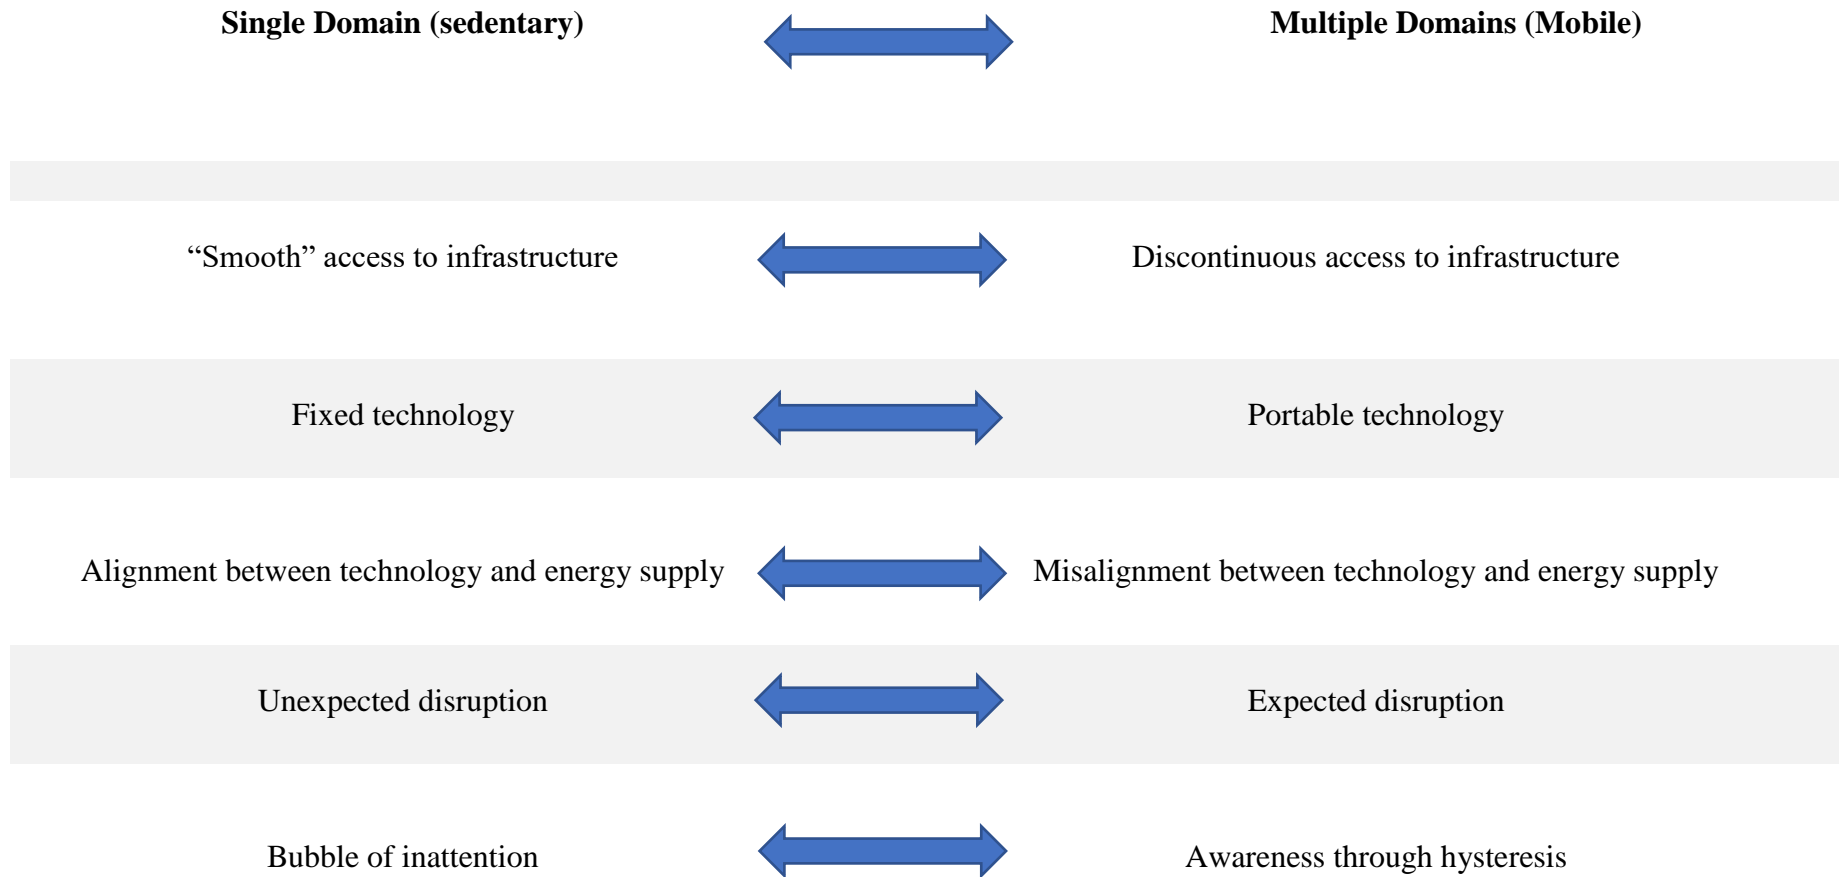 Single Domain (sedentary)
Multiple Domains (Mobile)
“Smooth” access to infrastructure
Discontinuous access to infrastructure
Fixed technology
Portable technology
Alignment between technology and energy supply
Misalignment between technology and energy supply
Unexpected disruption
Expected disruption
Bubble of inattention
Awareness through hysteresis